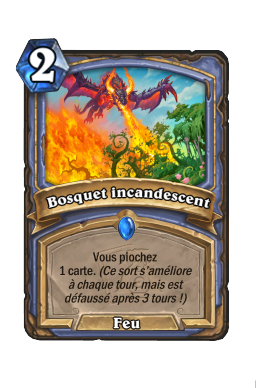 2
Bosquet incandescent
Vous piochez
1 carte. (Ce sort s'améliore
à chaque tour, mais est
défaussé après 3 tours !)
Feu